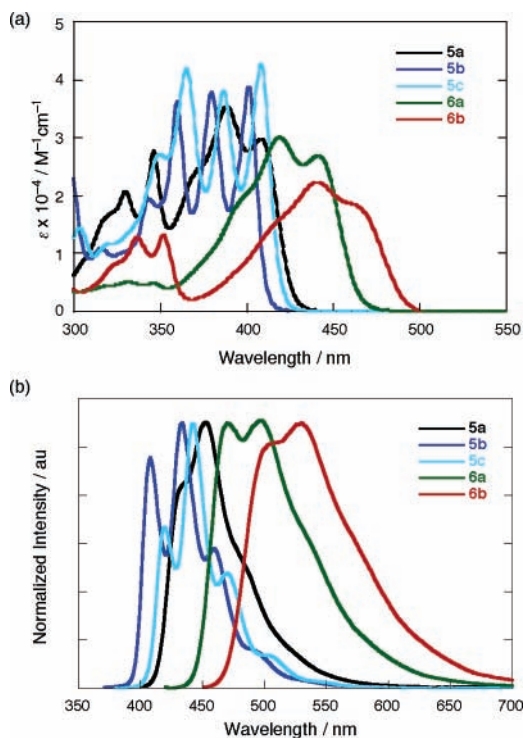 (a)
5
4
3
2
1
0
ε x 10⁻⁴ / M⁻¹cm⁻¹
5a
5b
5c
6a
6b
300 350 400 450 500 550
Wavelength / nm
(b)
Normalized Intensity / au
5a
5b
5c
6a
6b
350 400 450 500 550 600 650 700
Wavelength / nm